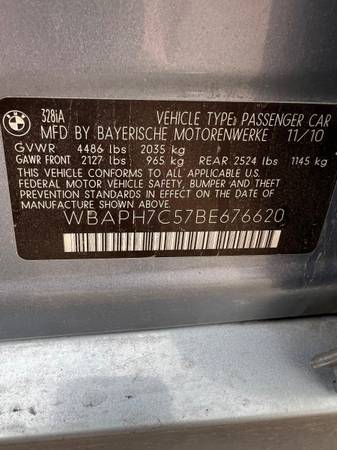 BMW
328iA VEHICLE TYPE: PASSENGER CAR
MFD BY BAYERISCHE MOTORENWERKE 11/10
GVWR 4486 lbs 2035 kg
GAWR FRONT 2127 lbs 965 kg REAR 2524 lbs 1145 kg
THIS VEHICLE CONFORMS TO ALL APPLICABLE U.S.
FEDERAL MOTOR VEHICLE SAFETY, BUMPER, AND
THEFT PREVENTION STANDARDS IN EFFECT ON THE
DATE OF MANUFACTURE SHOWN ABOVE.
WBAPH7C57BE676620